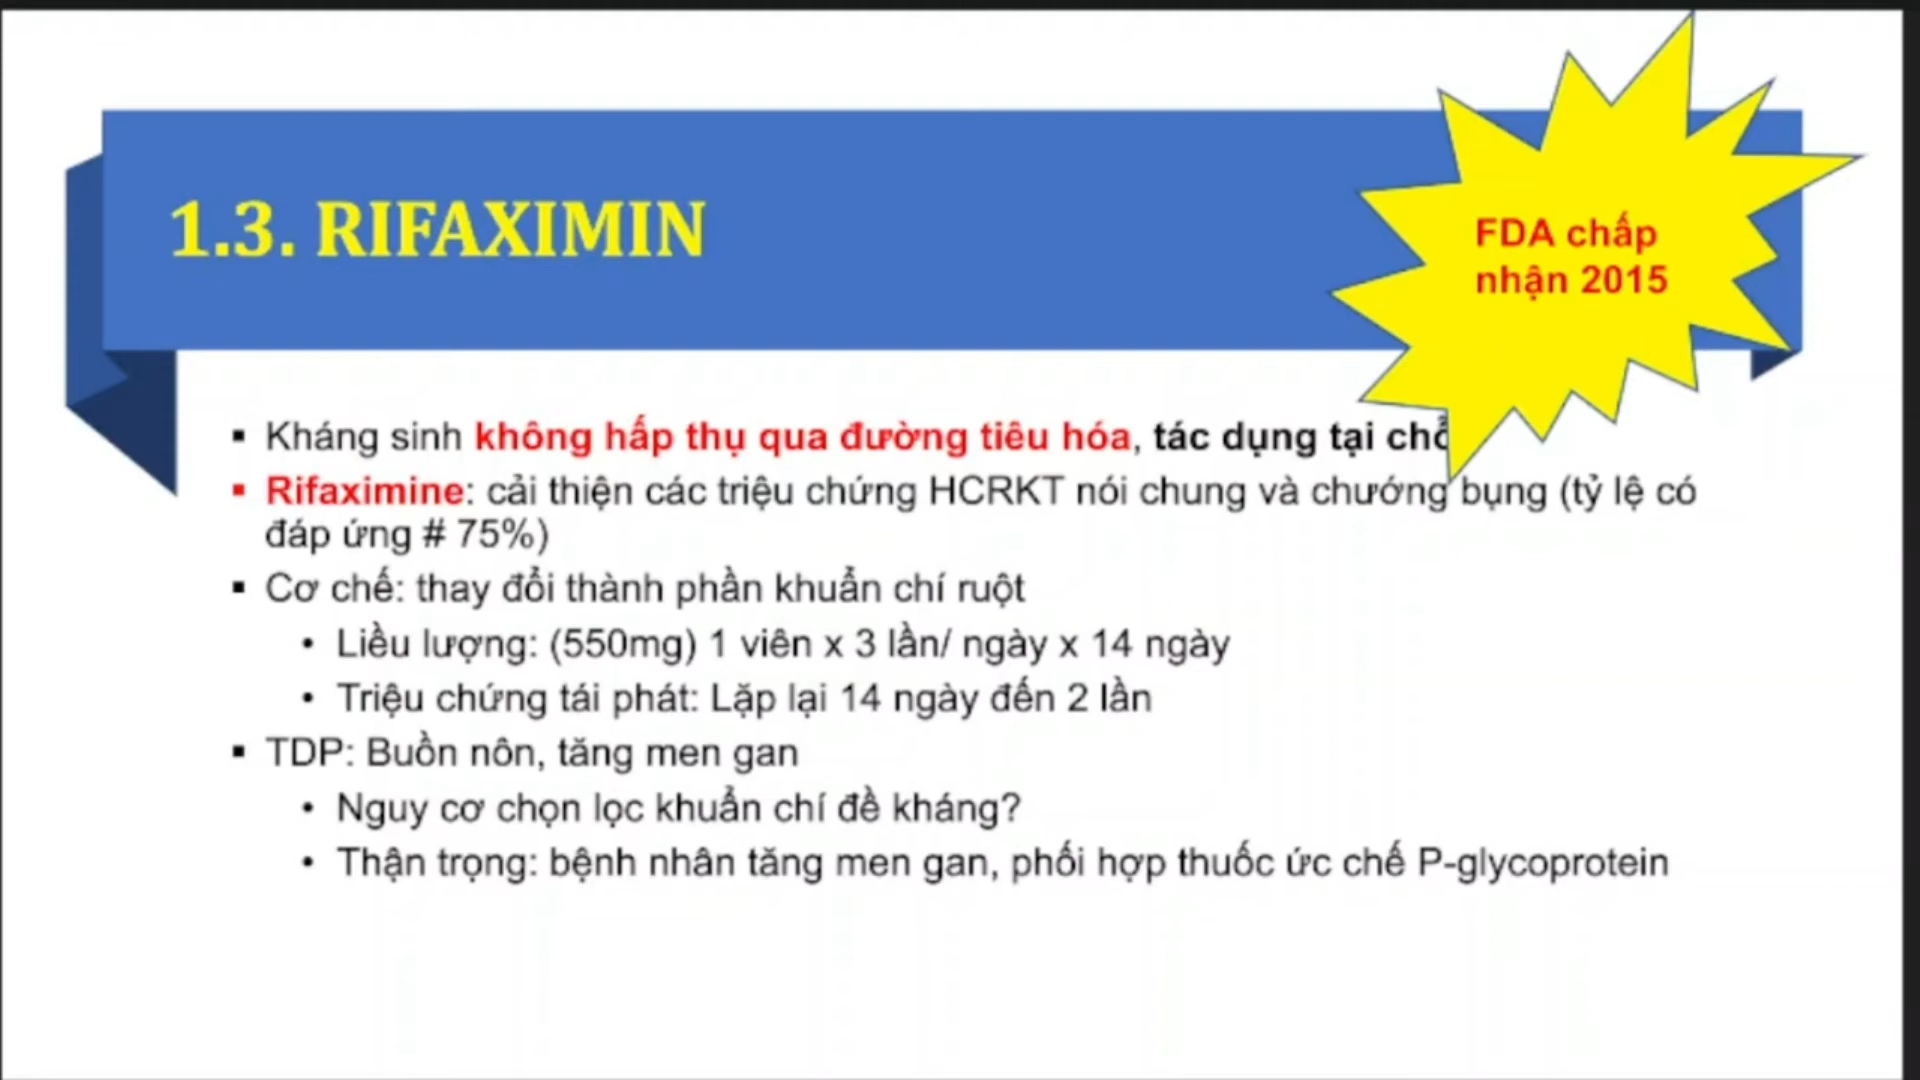 1.3. RIFAXIMIN
FDA chấp
nhận 2015
▪ Kháng sinh không hấp thụ qua đường tiêu hóa, tác dụng tại chỗ
▪ Rifaximine: cải thiện các triệu chứng HCRKT nói chung và chướng bụng (tỷ lệ có
đáp ứng # 75%)
▪ Cơ chế: thay đổi thành phần khuẩn chí ruột
• Liều lượng: (550mg) 1 viên x 3 lần/ ngày x 14 ngày
• Triệu chứng tái phát: Lặp lại 14 ngày đến 2 lần
▪ TDP: Buồn nôn, tăng men gan
• Nguy cơ chọn lọc khuẩn chí đề kháng?
• Thận trọng: bệnh nhân tăng men gan, phối hợp thuốc ức chế P-glycoprotein